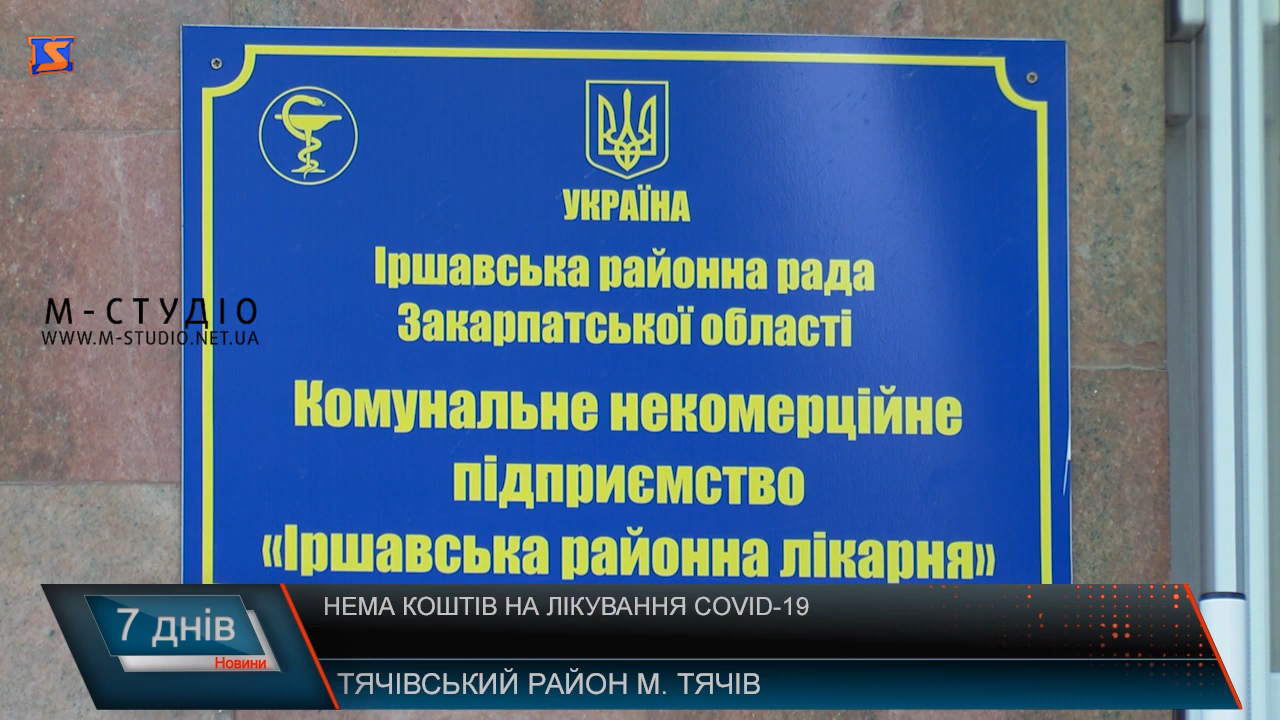 УКРАЇНА
Іршавська районна рада
Закарпатської області
Комунальне некомерційне
підприємство
«Іршавська районна лікарня»
М-СТУДІО
WWW.M-STUDIO.NET.UA
7 днів
Новини
НЕМА КОШТІВ НА ЛІКУВАННЯ COVID-19
ТЯЧІВСЬКИЙ РАЙОН М. ТЯЧІВ